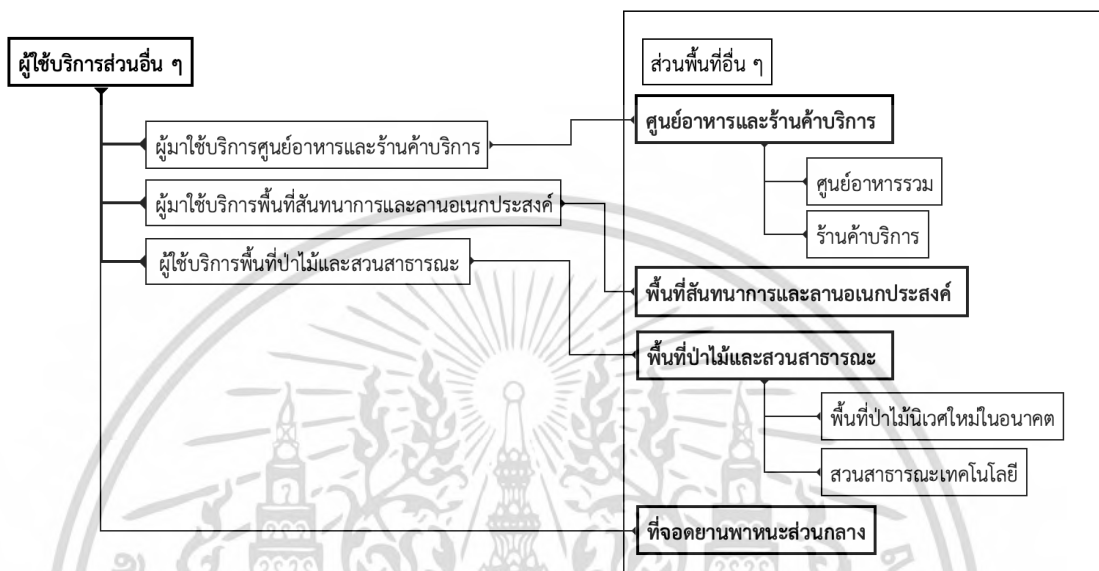 ผู้ใช้บริการส่วนอื่น ๆ
ผู้มาใช้บริการศูนย์อาหารและร้านค้าบริการ
ผู้มาใช้บริการพื้นที่สันทนาการและลานอเนกประสงค์
ผู้ใช้บริการพื้นที่ป่าไม้และสวนสาธารณะ
ส่วนพื้นที่อื่น ๆ
ศูนย์อาหารและร้านค้าบริการ
ศูนย์อาหารรวม
ร้านค้าบริการ
พื้นที่สันทนาการและลานอเนกประสงค์
พื้นที่ป่าไม้และสวนสาธารณะ
พื้นที่ป่าไม้นิเวศใหม่ในอนาคต
สวนสาธารณะเทคโนโลยี
ที่จอดยานพาหนะส่วนกลาง